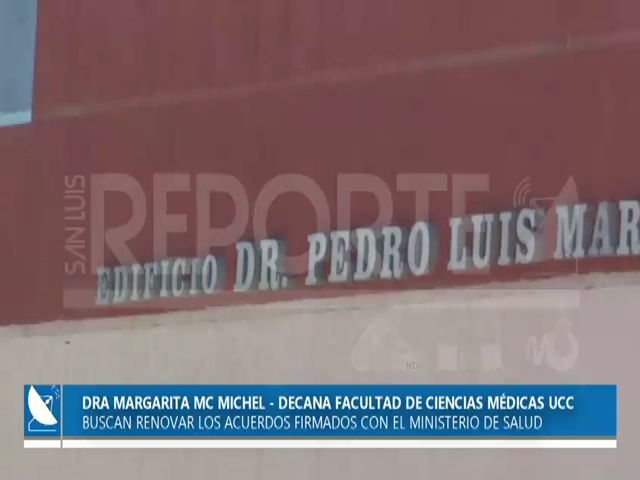 SAN LUIS
REPORTE
EDIFICIO DR. PEDRO LUIS MAR
HD
DRA MARGARITA MC MICHEL - DECANA FACULTAD DE CIENCIAS MÉDICAS UCC
BUSCAN RENOVAR LOS ACUERDOS FIRMADOS CON EL MINISTERIO DE SALUD